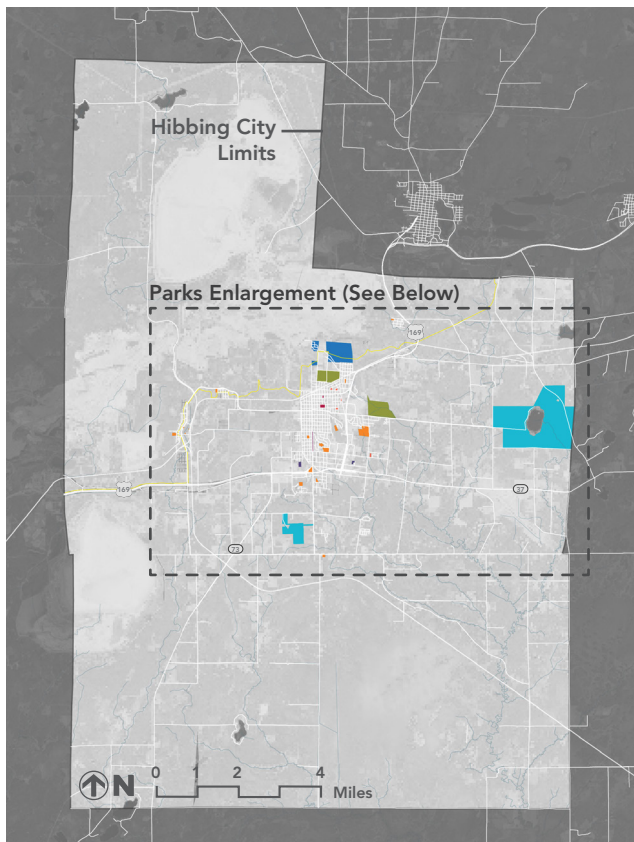 Hibbing City
Limits
Parks Enlargement (See Below)
169
169
37
73
N
0 1 2 4
Miles